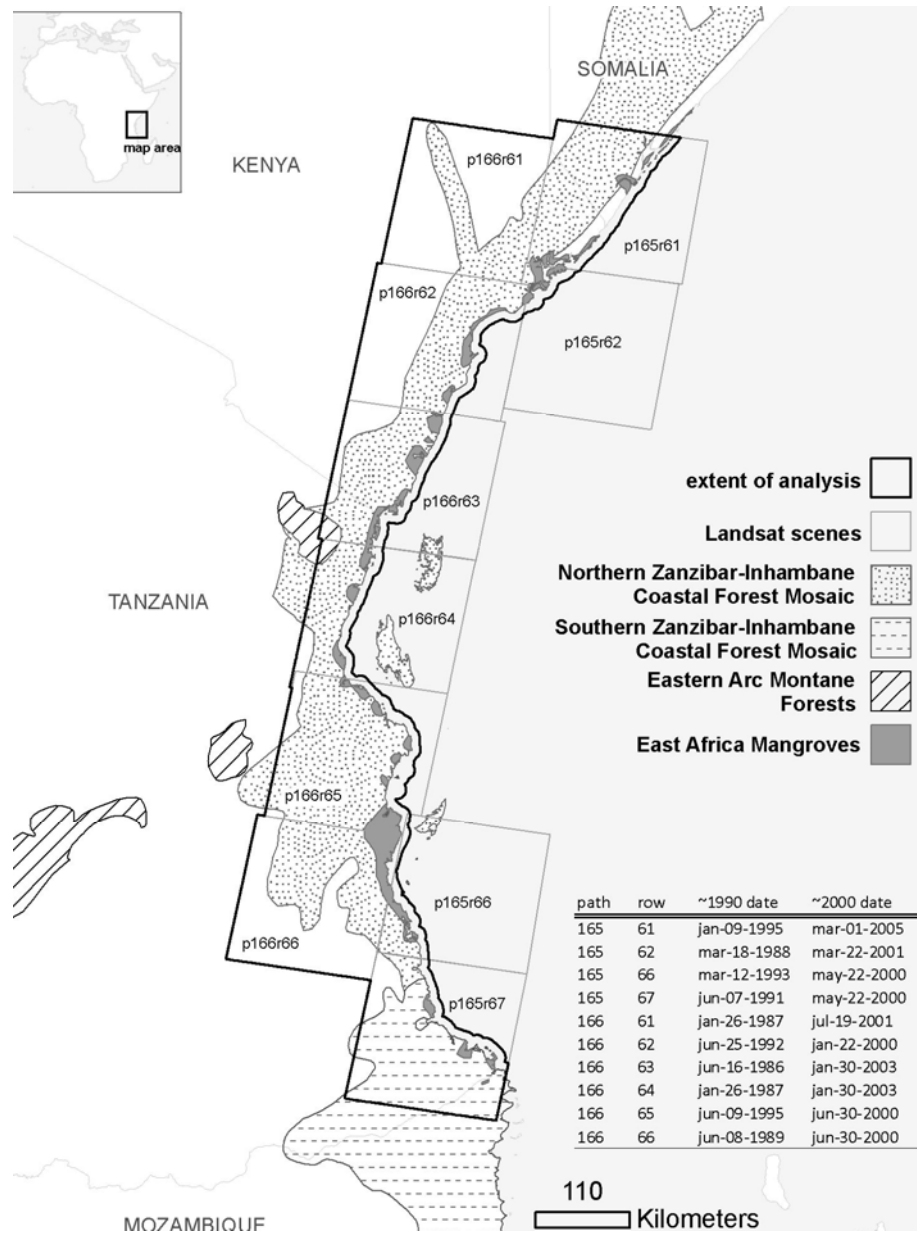 SOMALIA
map area
KENYA
p166r61
p165r61
p166r62
p165r62
extent of analysis
p166r63
Landsat scenes
Northern Zanzibar-Inhambane
Coastal Forest Mosaic
TANZANIA
p166r64
Southern Zanzibar-Inhambane
Coastal Forest Mosaic
Eastern Arc Montane
Forests
East Africa Mangroves
p166r65
p165r66
p166r66
p165r67
path row ~1990 date ~2000 date
165 61 jan-09-1995 mar-01-2005
165 62 mar-18-1988 mar-22-2001
165 66 mar-12-1993 may-22-2000
165 67 jun-07-1991 may-22-2000
166 61 jan-26-1987 jul-19-2001
166 62 jun-25-1992 jan-22-2000
166 63 jun-16-1986 jan-30-2003
166 64 jan-26-1987 jan-30-2003
166 65 jun-09-1995 jun-30-2000
166 66 jun-08-1989 jun-30-2000
110
Kilometers
MOZAMBIQUE